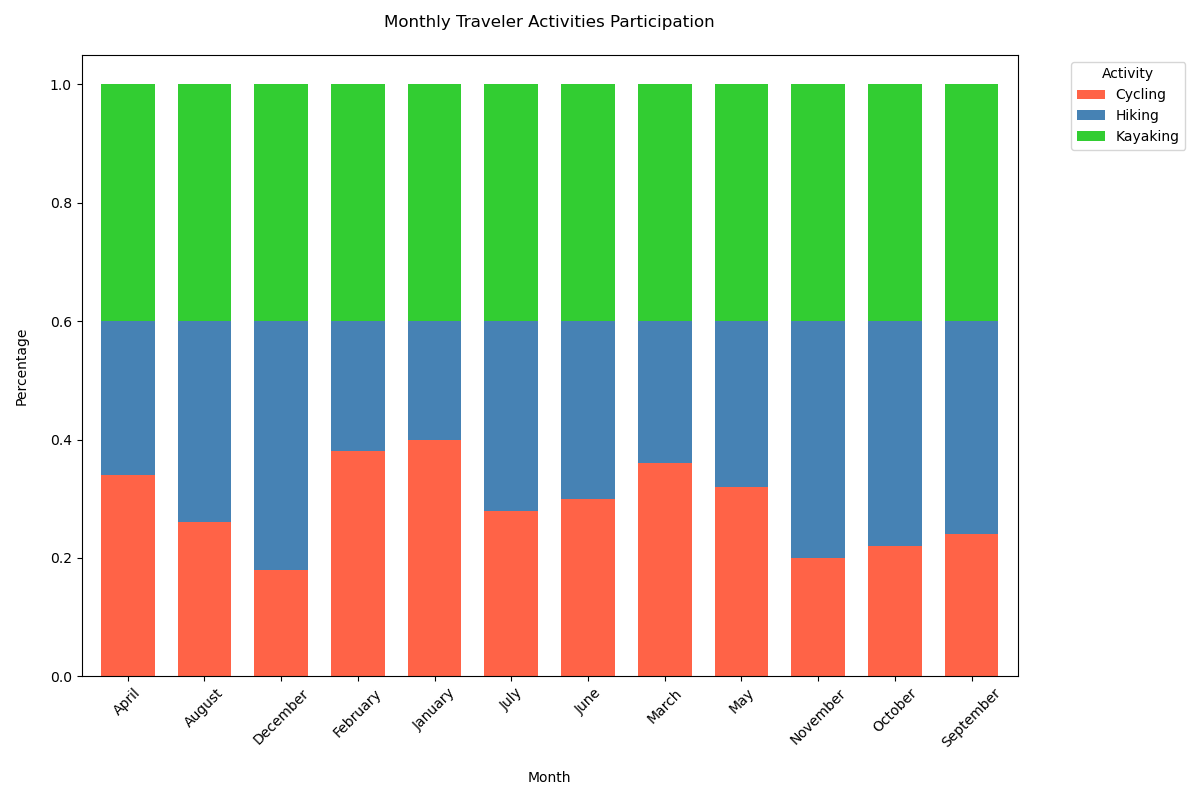 Monthly Traveler Activities Participation
Activity
Cycling
Hiking
Kayaking
Percentage
1.0
0.8
0.6
0.4
0.2
0.0
April
August
December
February
January
July
June
March
May
November
October
September
Month